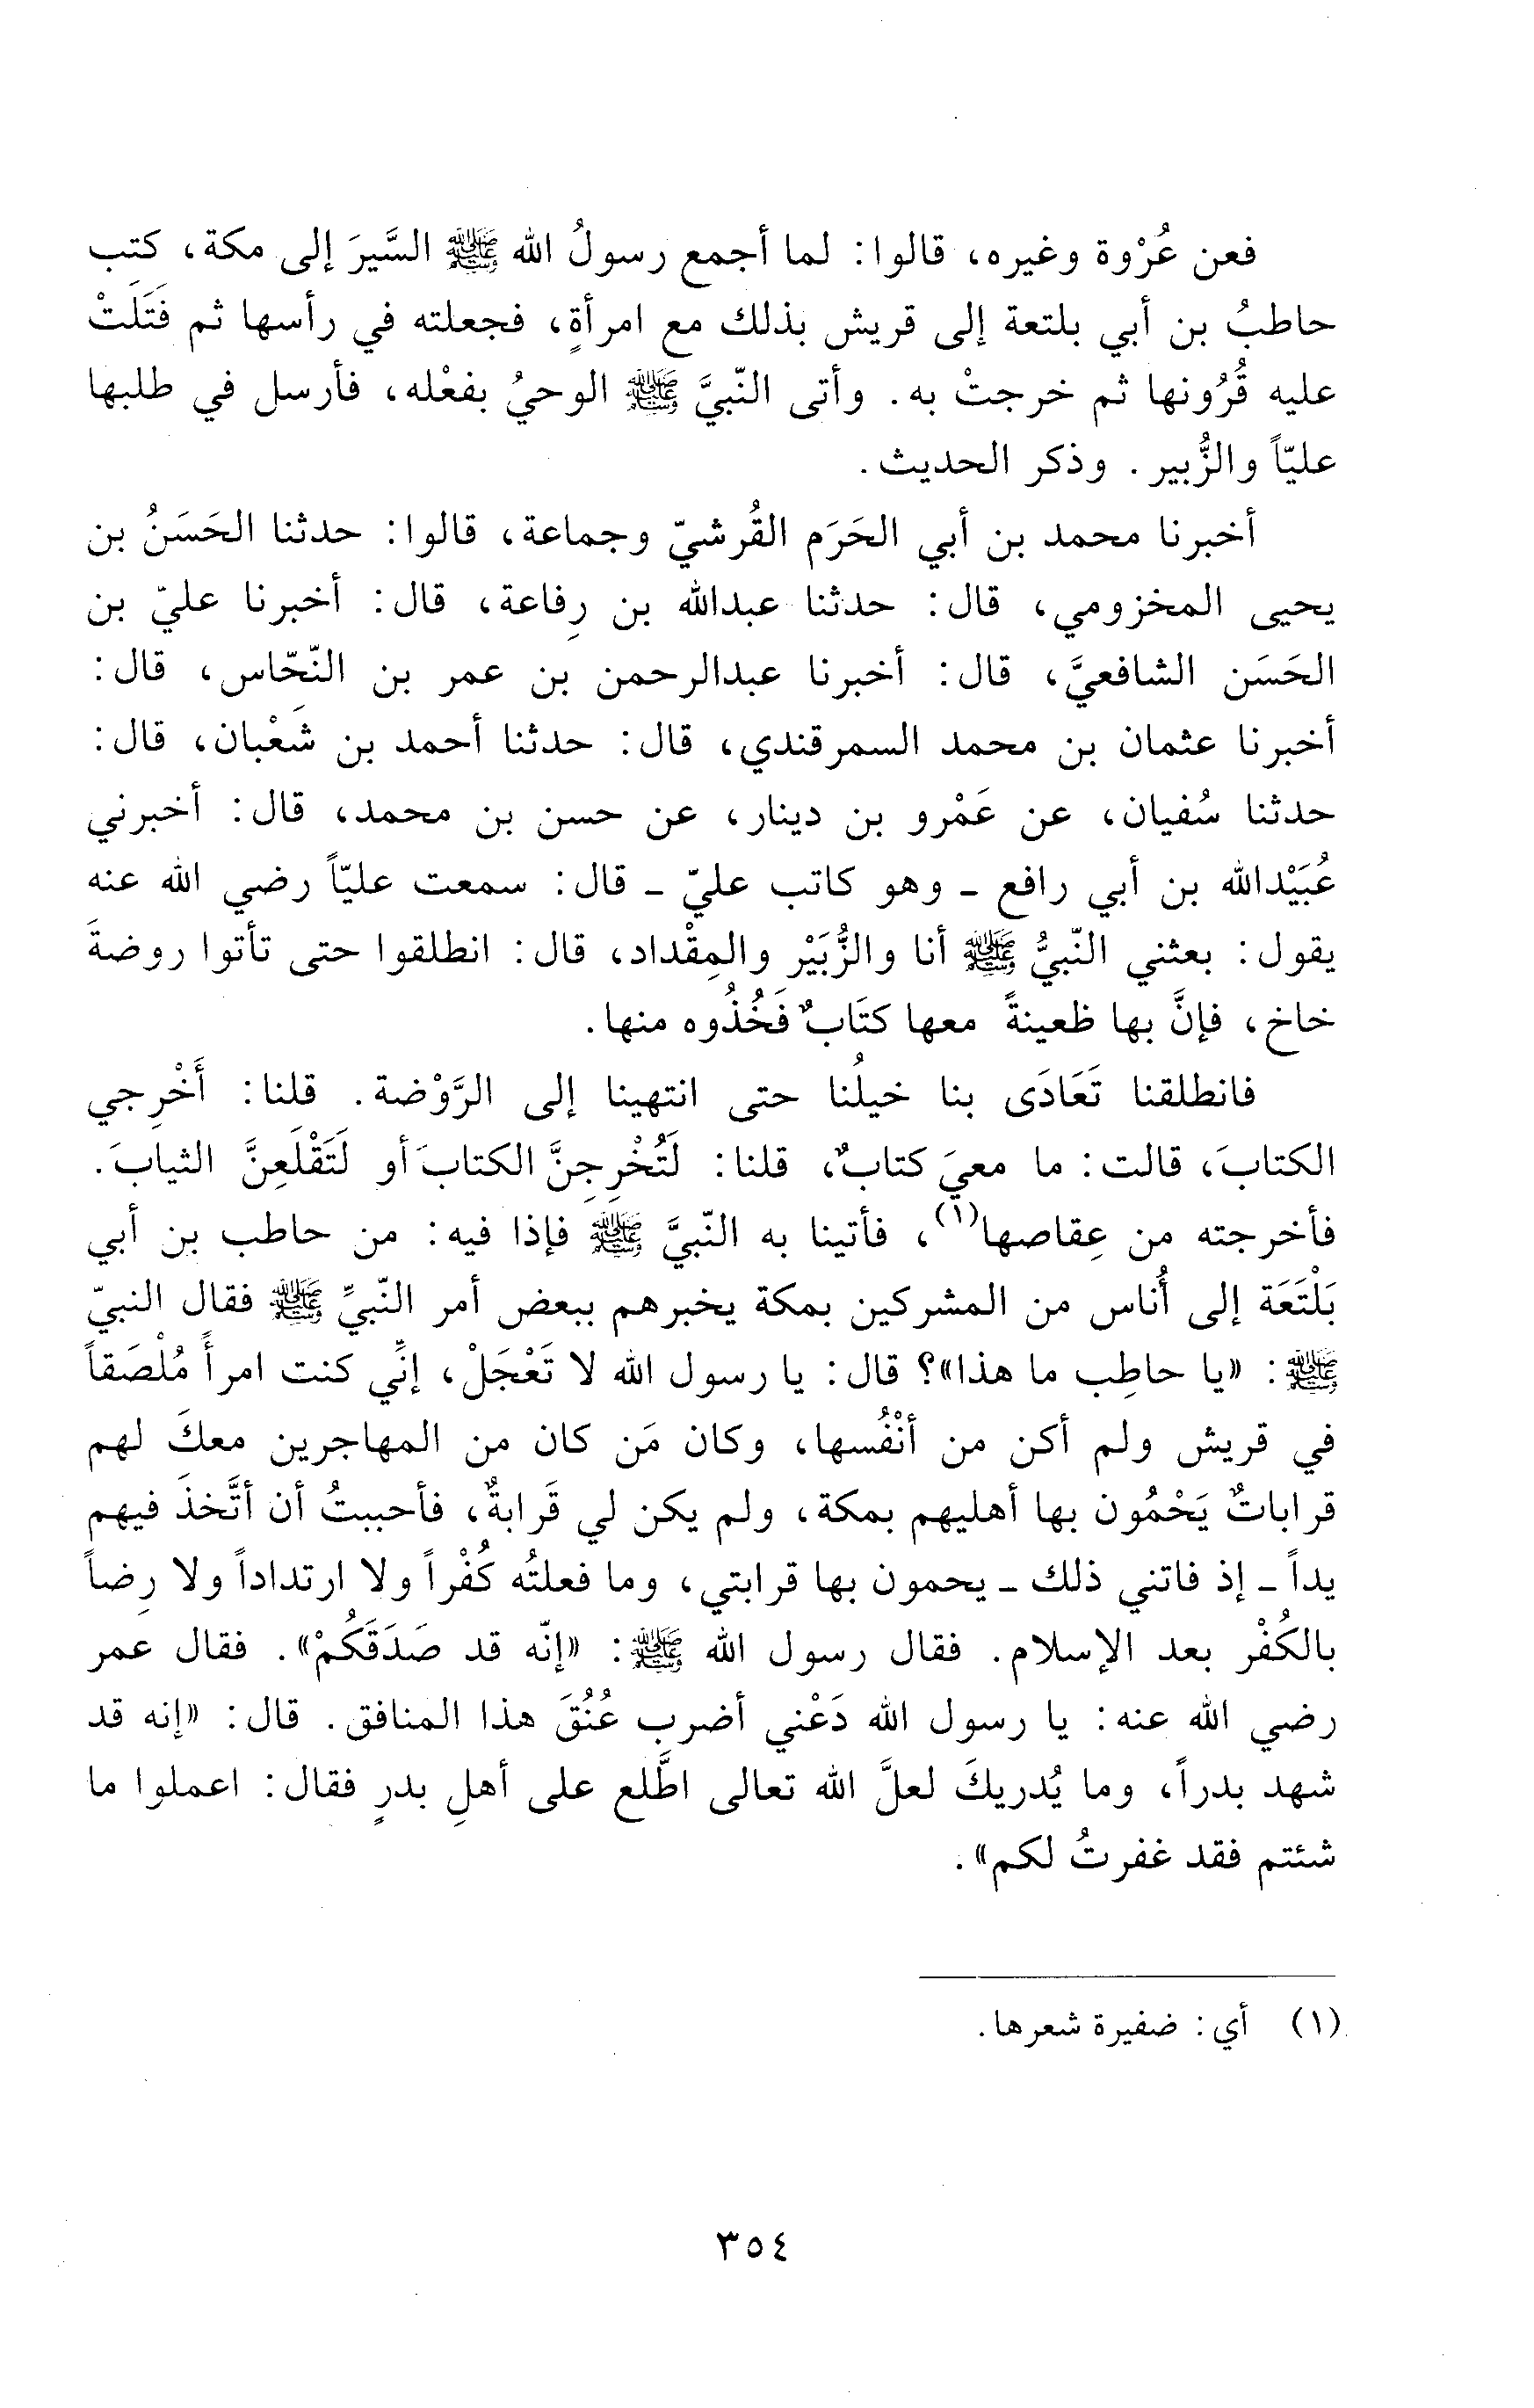 فعن عُرْوة وغيره، قالوا: لما أجمع رسولُ الله ﷺ السَّيرَ إلى مكة، كتب
حاطبُ بن أبي بلتعة إلى قريش بذلك مع امرأةٍ، فجعلته في رأسها ثم فَتَلَتْ
عليه قُرُونها ثم خرجتْ به. وأتى النّبيَّ ﷺ الوحيُ بفعْله، فأرسل في طلبها
عليّاً والزُّبير. وذكر الحديث.
أخبرنا محمد بن أبي الحَرَم القُرشيّ وجماعة، قالوا: حدثنا الحَسَنُ بن
يحيى المخزومي، قال: حدثنا عبدالله بن رِفاعة، قال: أخبرنا عليّ بن
الحَسَن الشافعيَّ، قال: أخبرنا عبدالرحمن بن عمر بن النّحّاس، قال:
أخبرنا عثمان بن محمد السمرقندي، قال: حدثنا أحمد بن شَعْبان، قال:
حدثنا سُفيان، عن عَمْرو بن دينار، عن حسن بن محمد، قال: أخبرني
عُبَيْدالله بن أبي رافع ـ وهو كاتب عليّ ـ قال: سمعت عليّاً رضي الله عنه
يقول: بعثني النّبيُّ ﷺ أنا والزُّبَيْر والمِقْداد، قال: انطلقوا حتى تأتوا روضةَ
خاخ، فإنَّ بها ظعينةً معها كتَابٌ فَخُذُوه منها.
فانطلقنا تَعَادَى بنا خيلُنا حتى انتهينا إلى الرَّوْضة. قلنا: أَخْرِجي
الكتابَ، قالت: ما معيَ كتابٌ، قلنا: لَتُخْرِجِنَّ الكتابَ أو لَتَقْلَعِنَّ الثيابَ.
فأخرجته من عِقاصها(١)، فأتينا به النّبيَّ ﷺ فإذا فيه: من حاطب بن أبي
بَلْتَعَة إلى أُناس من المشركين بمكة يخبرهم ببعض أمر النّبيِّ ﷺ فقال النبيّ
ﷺ: «يا حاطِب ما هذا»؟ قال: يا رسول الله لا تَعْجَلْ، إنِّي كنت امرأً مُلْصَقاً
في قريش ولم أكن من أنْفُسها، وكان مَن كان من المهاجرين معكَ لهم
قراباتٌ يَحْمُون بها أهليهم بمكة، ولم يكن لي قَرابةٌ، فأحببتُ أن أتَّخذَ فيهم
يداً ـ إذ فاتني ذلك ـ يحمون بها قرابتي، وما فعلتُه كُفْراً ولا ارتداداً ولا رِضاً
بالكُفْر بعد الإسلام. فقال رسول الله ﷺ: «إنّه قد صَدَقَكُمْ». فقال عمر
رضي الله عنه: يا رسول الله دَعْني أضرب عُنُقَ هذا المنافق. قال: «إنه قد
شهد بدراً، وما يُدريكَ لعلَّ الله تعالى اطَّلع على أهلِ بدرٍ فقال: اعملوا ما
شئتم فقد غفرتُ لكم».
(١) أي: ضفيرة شعرها.
٣٥٤